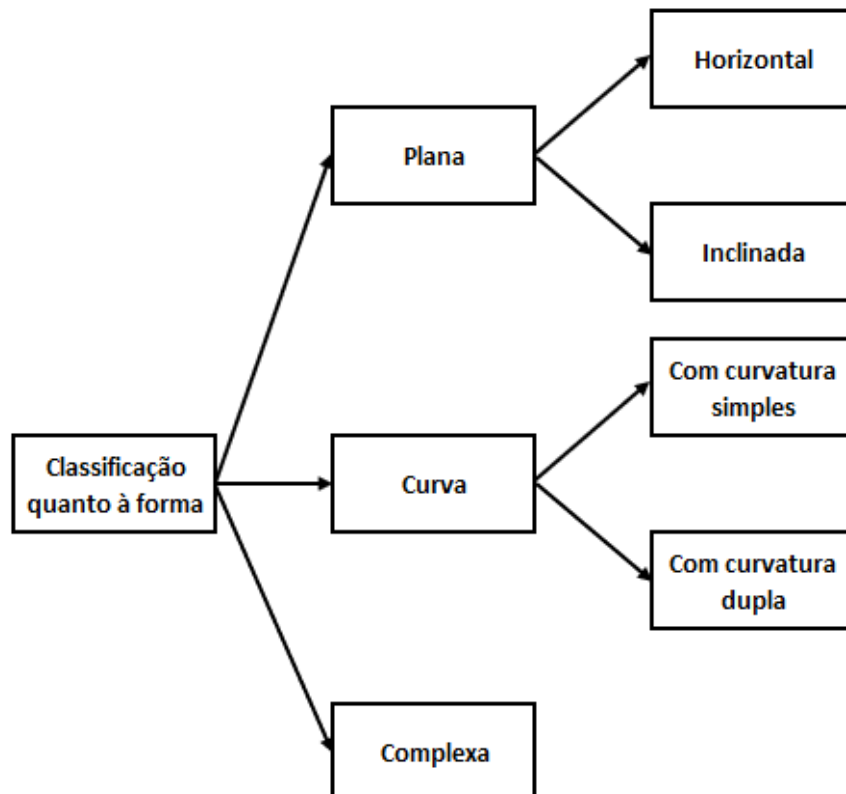 Classificação
quanto à forma
Plana
Horizontal
Inclinada
Curva
Com curvatura
simples
Com curvatura
dupla
Complexa